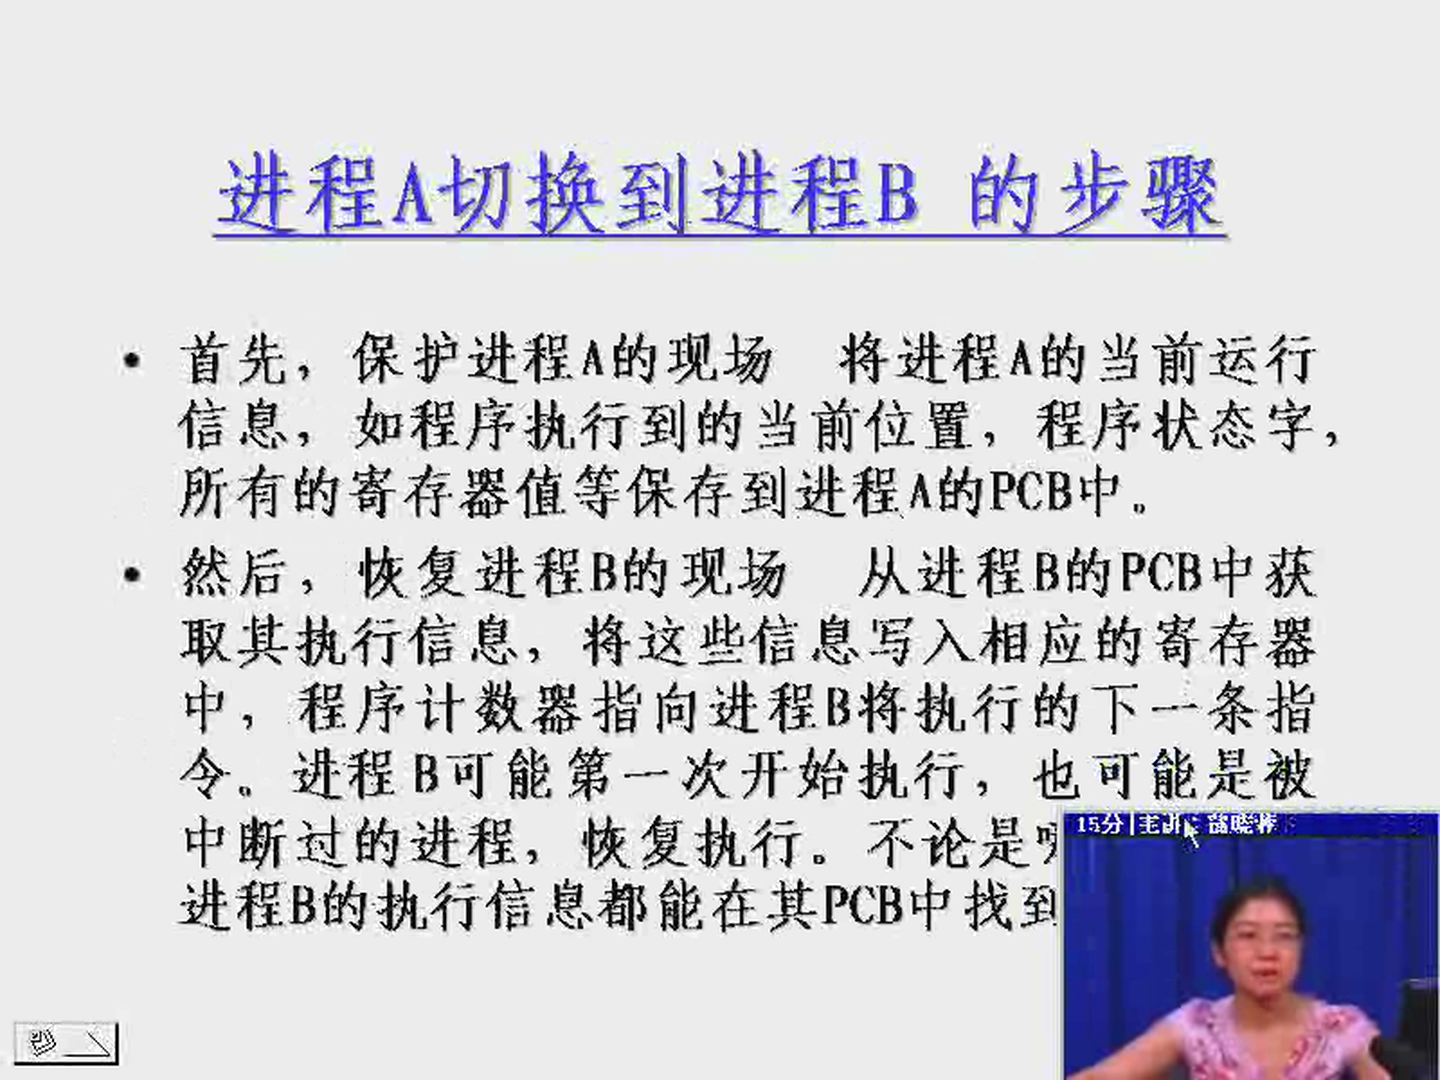 进程A切换到进程B 的步骤
• 首先，保护进程A的现场 将进程A的当前运行
信息，如程序执行到的当前位置，程序状态字，
所有的寄存器值等保存到进程A的PCB中。
• 然后，恢复进程B的现场 从进程B的PCB中获
取其执行信息，将这些信息写入相应的寄存器
中，程序计数器指向进程B将执行的下一条指
令。进程B可能第一次开始执行，也可能是被
中断过的进程，恢复执行。不论是
进程B的执行信息都能在其PCB中找到
15分|主讲：